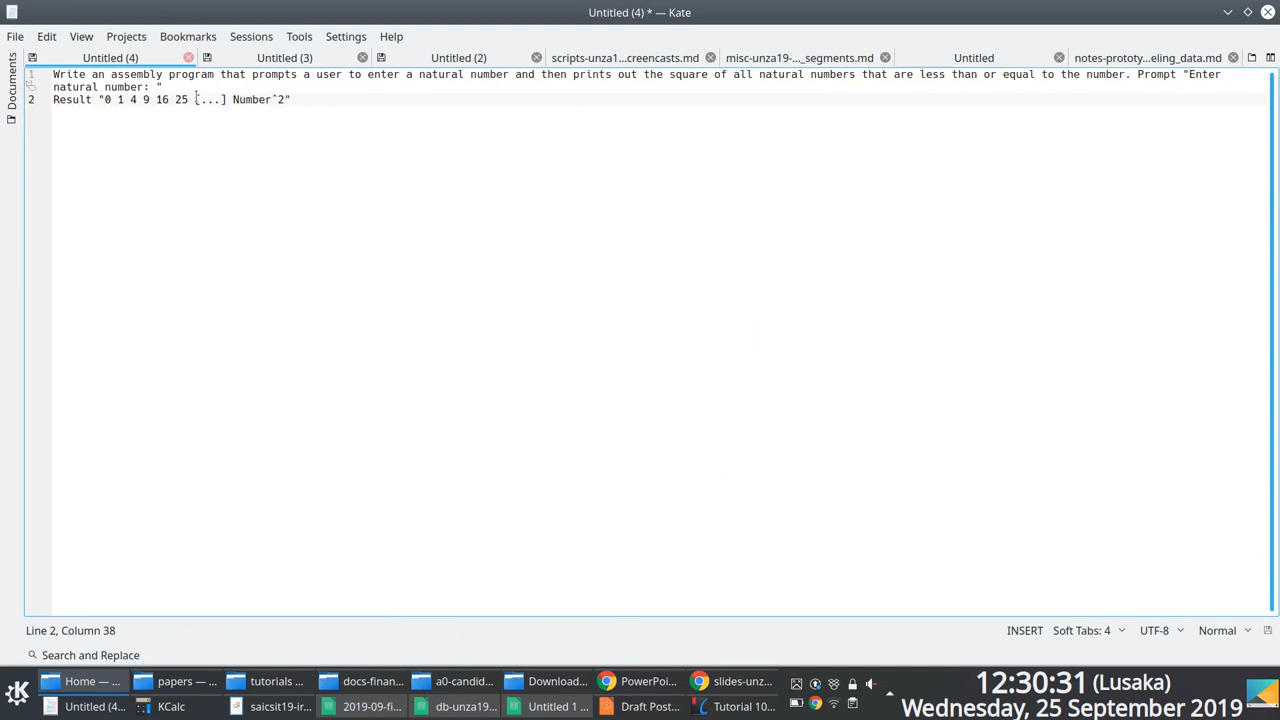 Untitled (4) * — Kate
File Edit View Projects Bookmarks Sessions Tools Settings Help
Untitled (4) Untitled (3) Untitled (2) scripts-unza1...creencasts.md misc-unza19-..._segments.md Untitled notes-prototy...eling_data.md
Documents
1 Write an assembly program that prompts a user to enter a natural number and then prints out the square of all natural numbers that are less than or equal to the number. Prompt "Enter
natural number: "
2 Result "0 1 4 9 16 25 [...] Number^2"
Line 2, Column 38 INSERT Soft Tabs: 4 UTF-8 Normal
Search and Replace
Home — ... papers — ... tutorials ... docs-finan... a0-candid... Download... PowerPoi... slides-unz...
12:30:31 (Lusaka)
Untitled (4... KCalc saicsit19-ir... 2019-09-fi... db-unza19... Untitled 1 ... Draft Post... Tutorial 10...
Wednesday, 25 September 2019